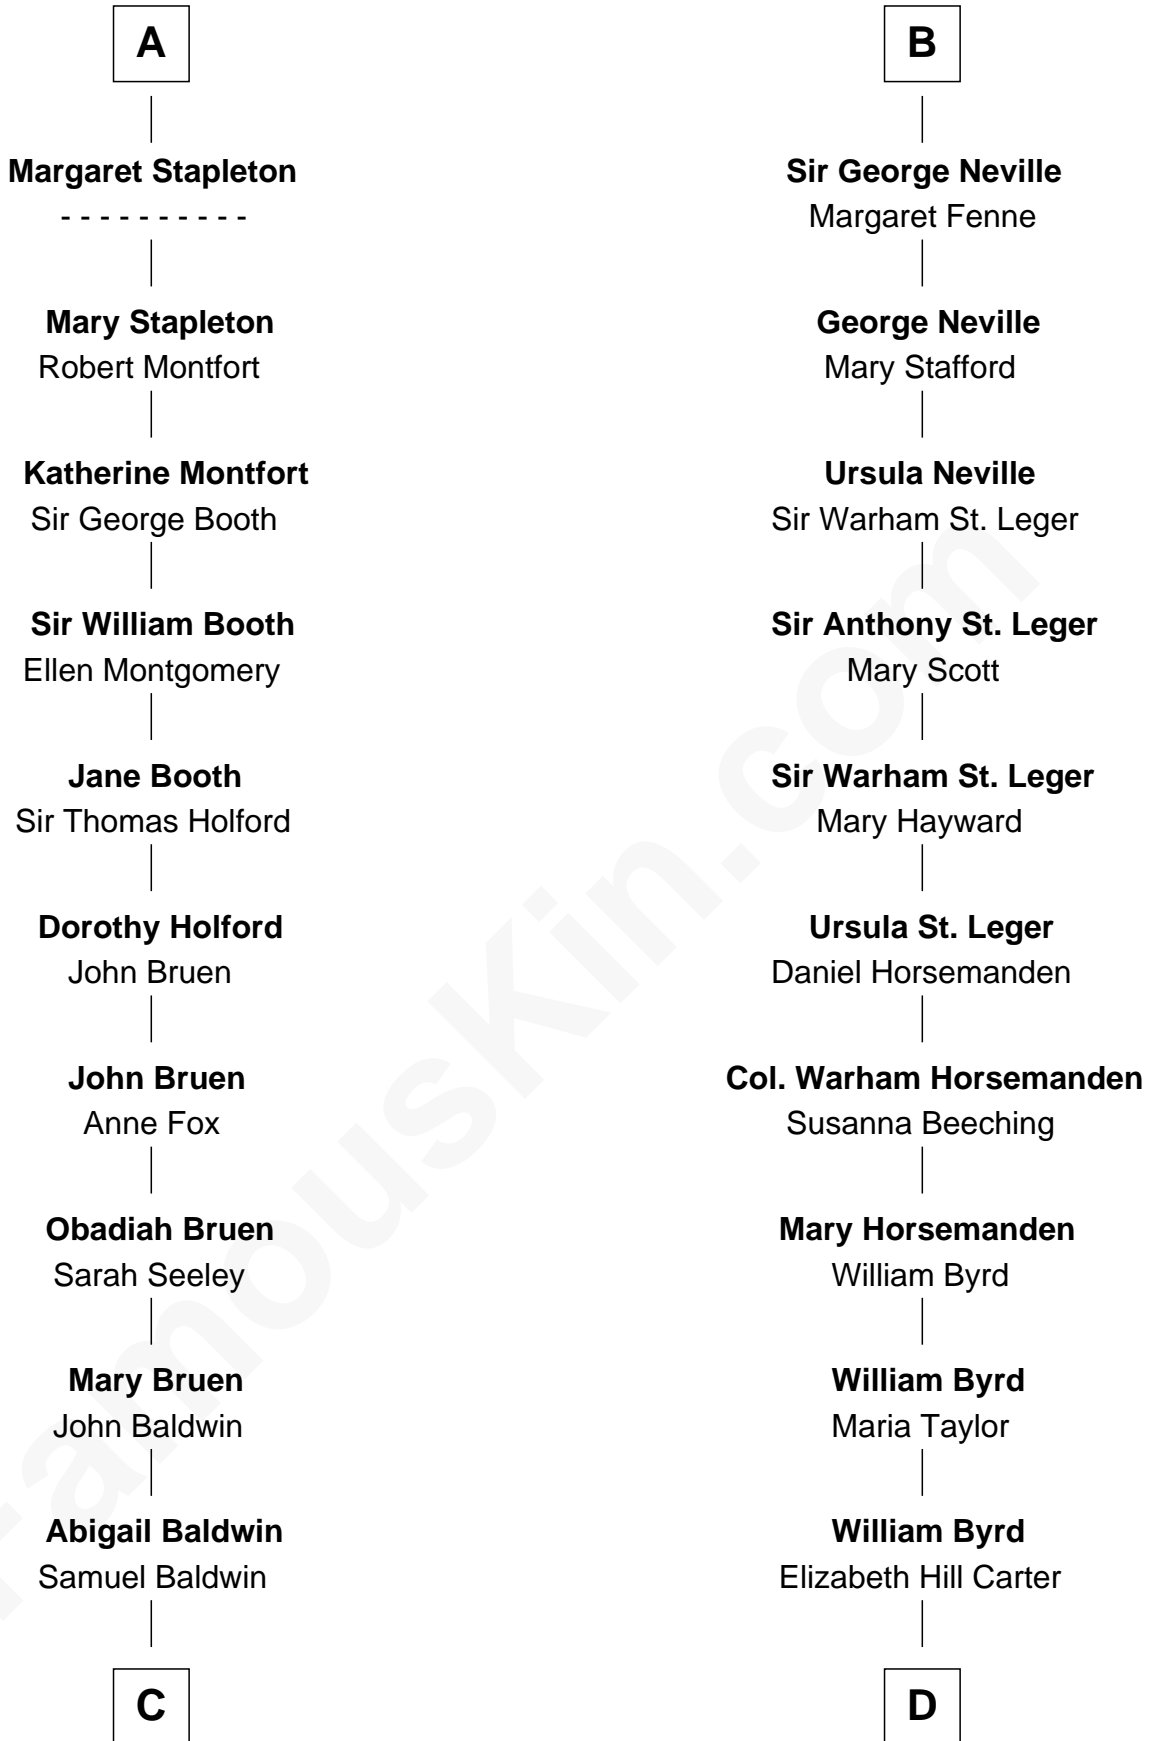 A
Margaret Stapleton
- - - - - - - - - -
Mary Stapleton
Robert Montfort
Katherine Montfort
Sir George Booth
Sir William Booth
Ellen Montgomery
Jane Booth
Sir Thomas Holford
Dorothy Holford
John Bruen
John Bruen
Anne Fox
Obadiah Bruen
Sarah Seeley
Mary Bruen
John Baldwin
Abigail Baldwin
Samuel Baldwin
C
B
Sir George Neville
Margaret Fenne
George Neville
Mary Stafford
Ursula Neville
Sir Warham St. Leger
Sir Anthony St. Leger
Mary Scott
Sir Warham St. Leger
Mary Hayward
Ursula St. Leger
Daniel Horsemanden
Col. Warham Horsemanden
Susanna Beeching
Mary Horsemanden
William Byrd
William Byrd
Maria Taylor
William Byrd
Elizabeth Hill Carter
D
FamousKin.com